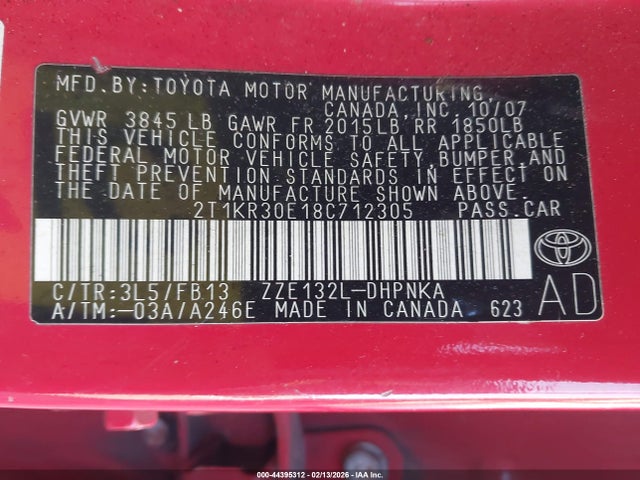 MFD. BY: TOYOTA MOTOR MANUFACTURING
CANADA, INC. 10/07
GVWR 3845 LB GAWR FR 2015LB RR 1850LB
THIS VEHICLE CONFORMS TO ALL APPLICABLE
FEDERAL MOTOR VEHICLE SAFETY, BUMPER, AND
THEFT PREVENTION STANDARDS IN EFFECT ON
THE DATE OF MANUFACTURE SHOWN ABOVE.
2T1KR30E18C712305 PASS. CAR
C/TR: 3L5/FB13 ZZE132L-DHPNKA
A/TM: -03A/A246E MADE IN CANADA 623
AD
000-44395312 - 02/13/2026 - COPART.CA